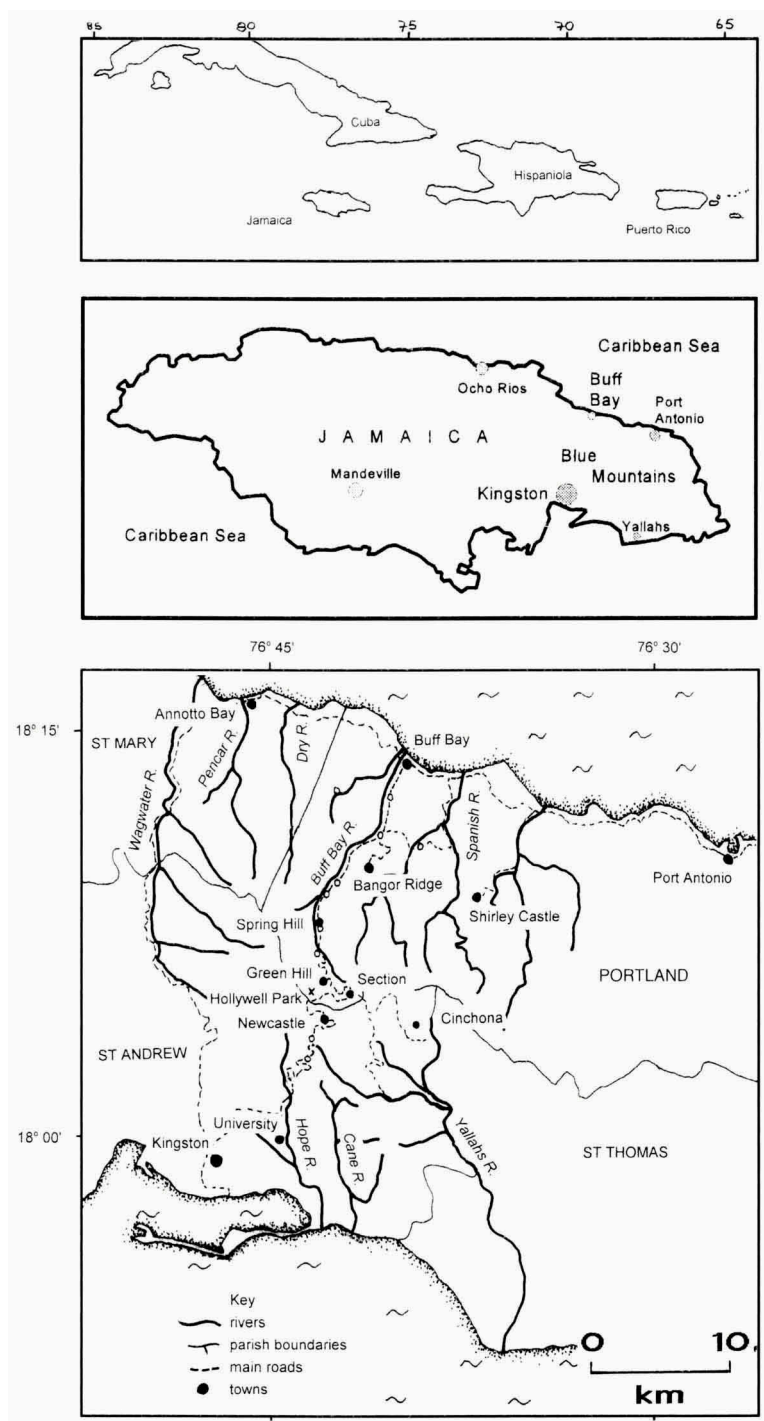 85 80 75 70 65
Cuba
Hispaniola
Jamaica
Puerto Rico
Caribbean Sea
Ocho Rios
Buff
Bay
Port
Antonio
JAMAICA
Blue
Mountains
Mandeville
Kingston
Yallahs
Caribbean Sea
76° 45' 76° 30'
18° 15'
Annotto Bay
ST MARY
Pencar R.
Dry R.
Buff Bay
Wagwater R.
Buff Bay R.
Spanish R.
Port Antonio
Bangor Ridge
Shirley Castle
Spring Hill
Green Hill
Section
PORTLAND
Hollywell Park
Newcastle
Cinchona
ST ANDREW
18° 00'
University
Kingston
Hope R.
Cane R.
Yallahs R.
ST THOMAS
Key
rivers
parish boundaries
main roads
towns
0 10
km